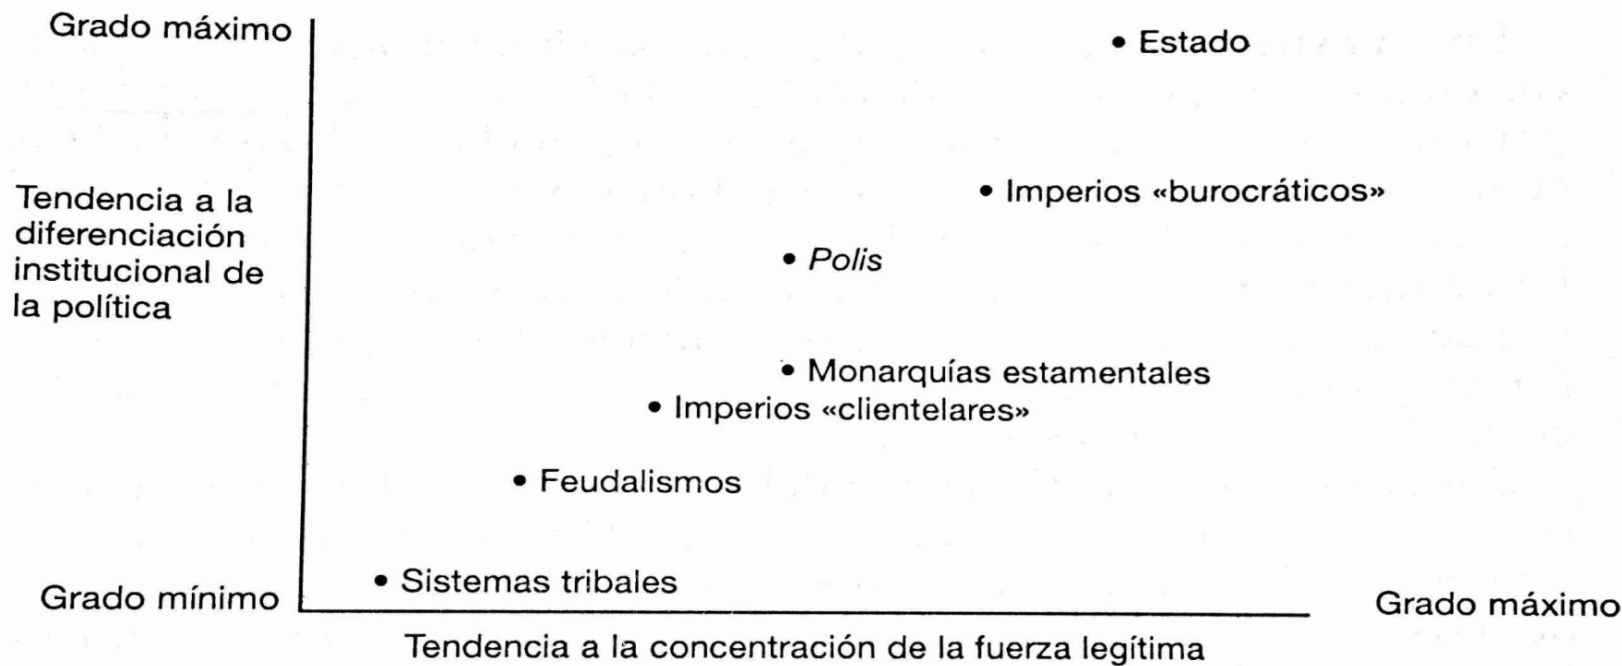 Grado máximo
• Estado
• Imperios «burocráticos»
Tendencia a la
diferenciación
institucional de
la política
• Polis
• Monarquías estamentales
• Imperios «clientelares»
• Feudalismos
• Sistemas tribales
Grado mínimo
Grado máximo
Tendencia a la concentración de la fuerza legítima